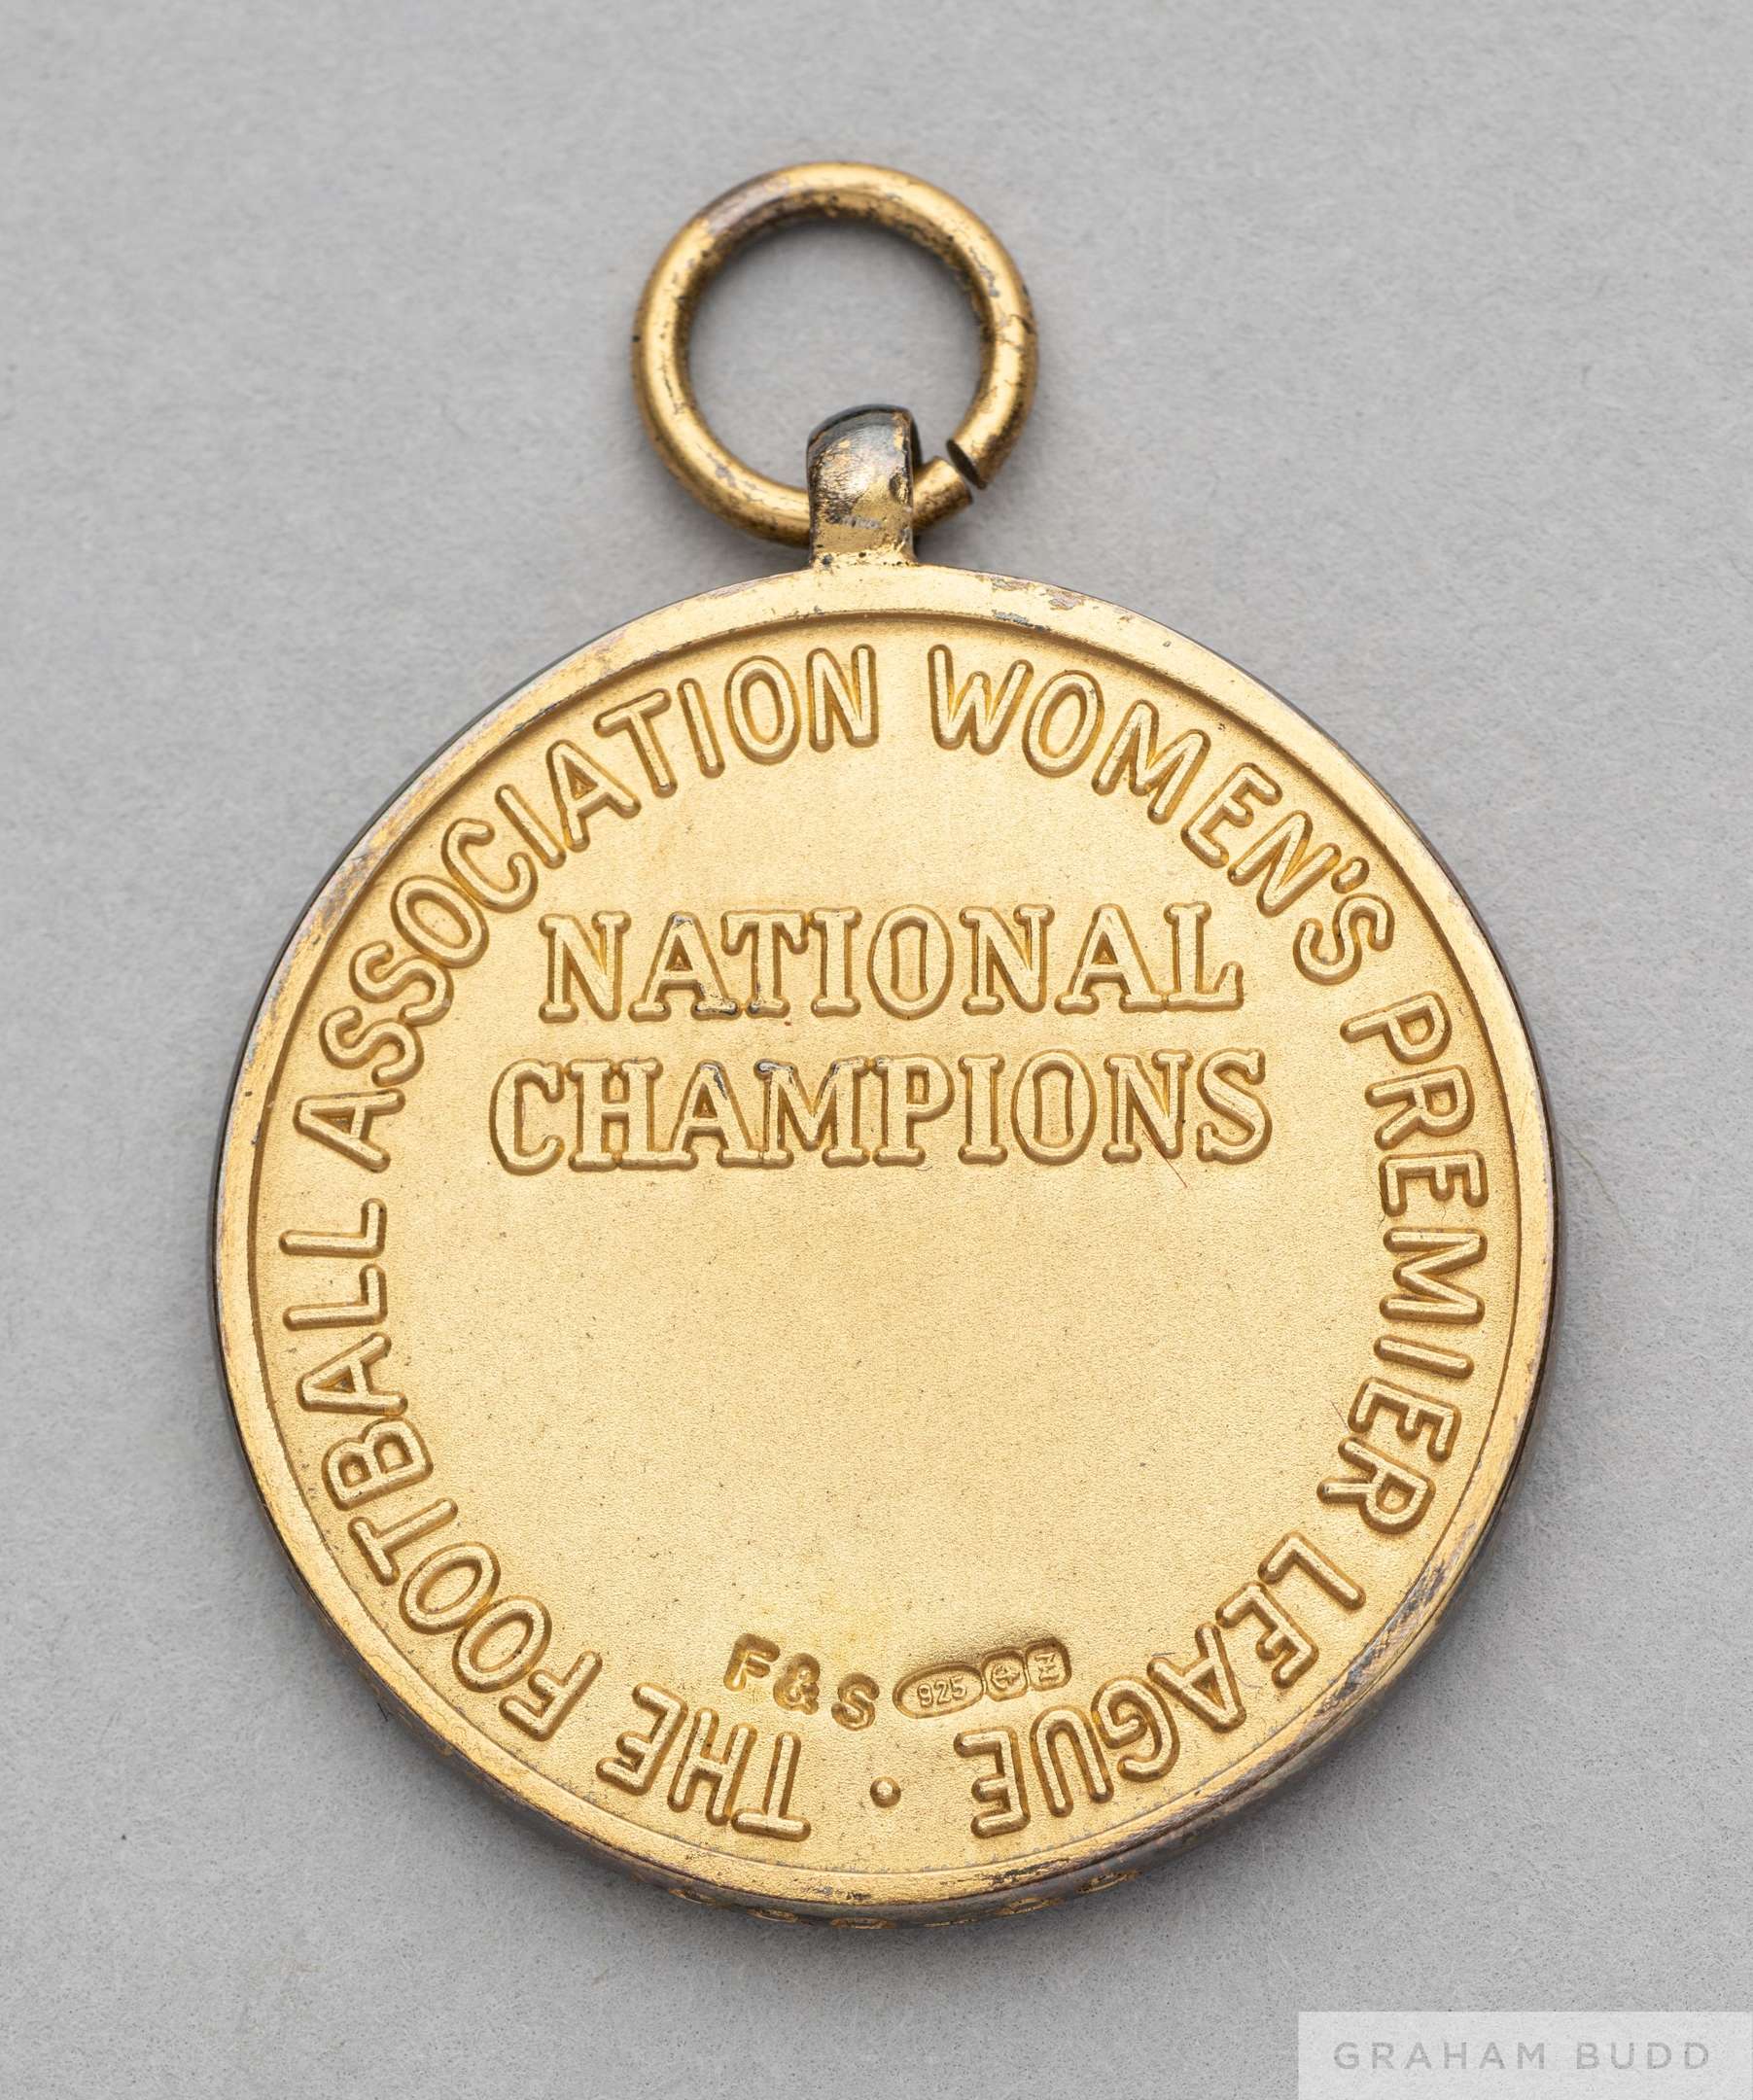 THE FOOTBALL ASSOCIATION WOMEN'S PREMIER LEAGUE •
NATIONAL
CHAMPIONS
F&S 925
GRAHAM BUDD